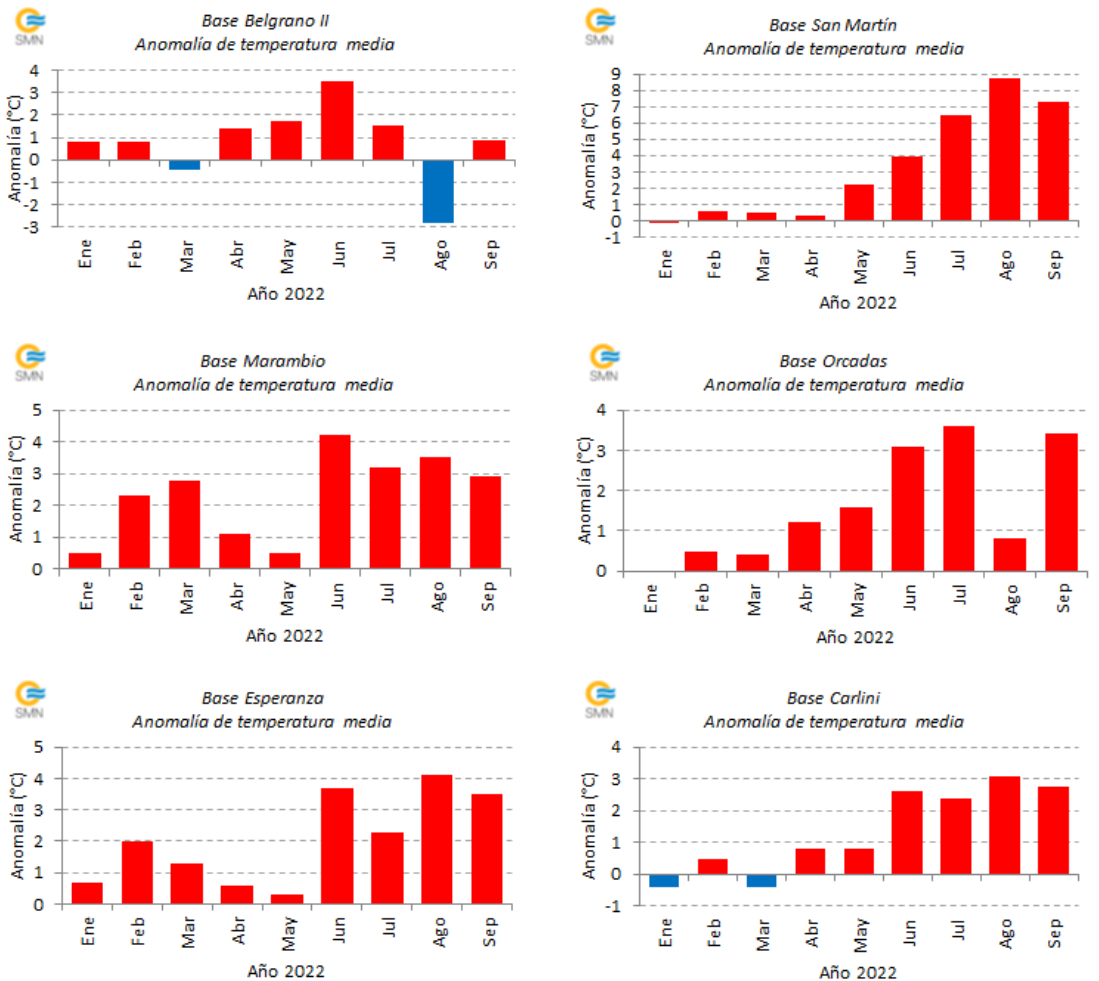 SMN
Base Belgrano II
Anomalía de temperatura media
Anomalía (°C)
4
3
2
1
0
-1
-2
-3
Ene
Feb
Mar
Abr
May
Jun
Jul
Ago
Sep
Año 2022
SMN
Base San Martín
Anomalía de temperatura media
Anomalía (°C)
9
8
7
6
5
4
3
2
1
0
-1
Ene
Feb
Mar
Abr
May
Jun
Jul
Ago
Sep
Año 2022
SMN
Base Marambio
Anomalía de temperatura media
Anomalía (°C)
5
4
3
2
1
0
Ene
Feb
Mar
Abr
May
Jun
Jul
Ago
Sep
Año 2022
SMN
Base Orcadas
Anomalía de temperatura media
Anomalía (°C)
4
3
2
1
0
Ene
Feb
Mar
Abr
May
Jun
Jul
Ago
Sep
Año 2022
SMN
Base Esperanza
Anomalía de temperatura media
Anomalía (°C)
5
4
3
2
1
0
Ene
Feb
Mar
Abr
May
Jun
Jul
Ago
Sep
Año 2022
SMN
Base Carlini
Anomalía de temperatura media
Anomalía (°C)
4
3
2
1
0
-1
Ene
Feb
Mar
Abr
May
Jun
Jul
Ago
Sep
Año 2022